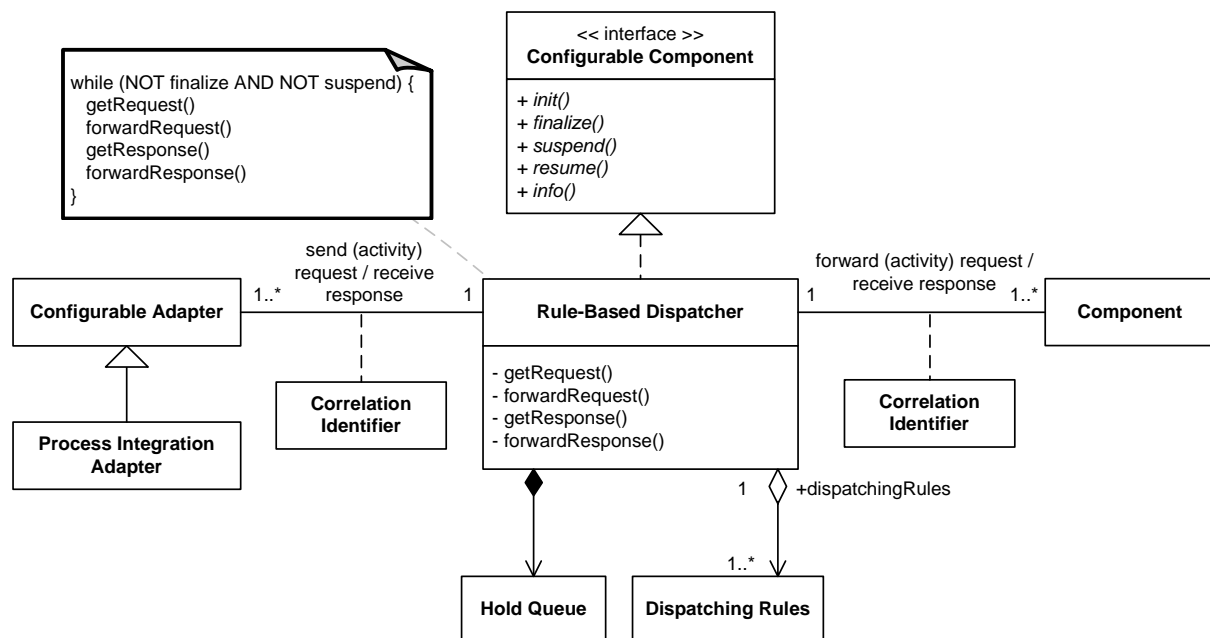 while (NOT finalize AND NOT suspend) {
getRequest()
forwardRequest()
getResponse()
forwardResponse()
}
<< interface >>
Configurable Component
+ init()
+ finalize()
+ suspend()
+ resume()
+ info()
send (activity)
request / receive
response
1..*
1
forward (activity) request /
receive response
1
1..*
Configurable Adapter
Rule-Based Dispatcher
Component
- getRequest()
- forwardRequest()
- getResponse()
- forwardResponse()
Correlation
Identifier
Correlation
Identifier
Process Integration
Adapter
1
+dispatchingRules
1..*
Hold Queue
Dispatching Rules